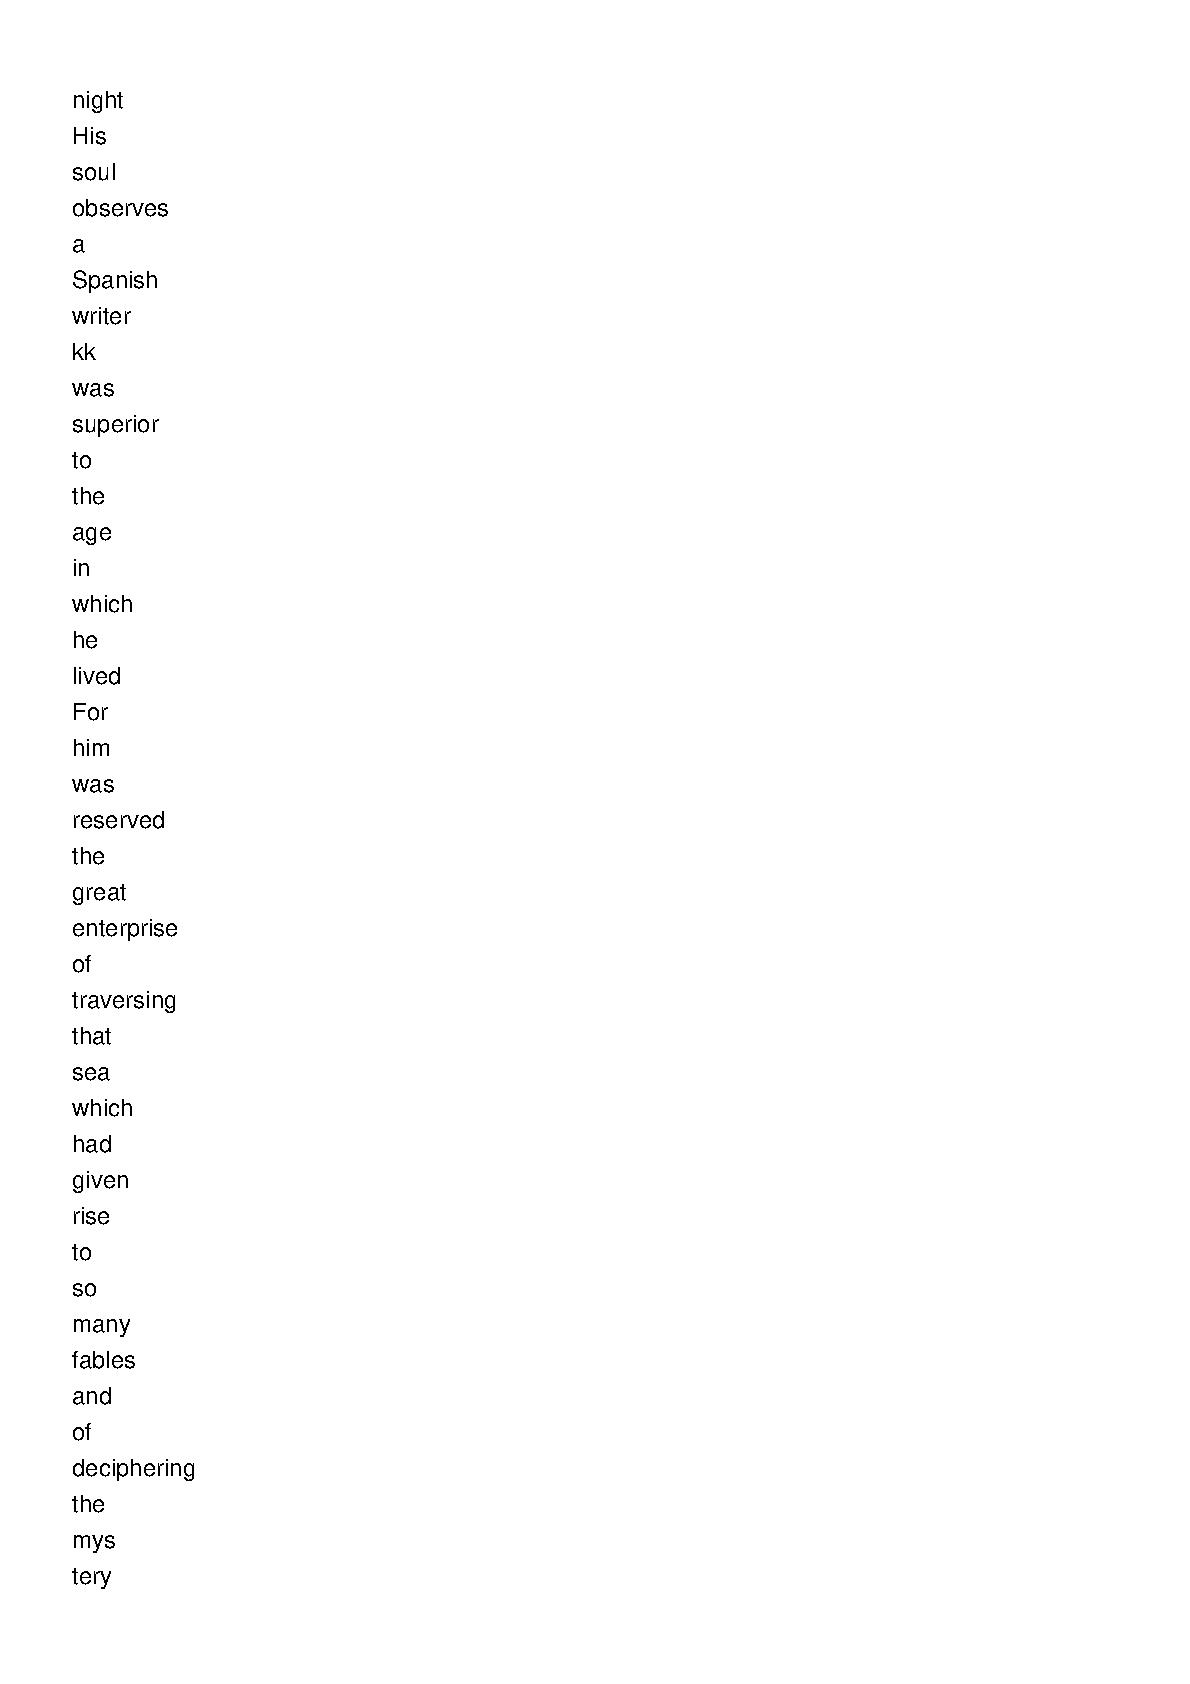 night
His
soul
observes
a
Spanish
writer
kk
was
superior
to
the
age
in
which
he
lived
For
him
was
reserved
the
great
enterprise
of
traversing
that
sea
which
had
given
rise
to
so
many
fables
and
of
deciphering
the
mys
tery